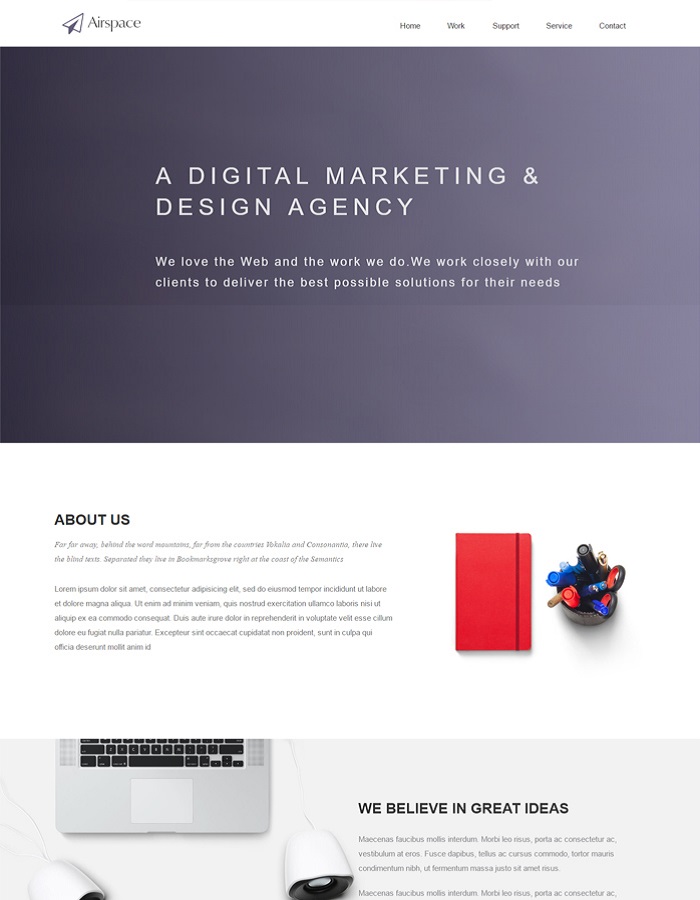 Airspace
Home Work Support Service Contact
A DIGITAL MARKETING &
DESIGN AGENCY
We love the Web and the work we do.We work closely with our
clients to deliver the best possible solutions for their needs
ABOUT US
Far far away, behind the word mountains, far from the countries Vokalia and Consonantia, there live
the blind texts. Separated they live in Bookmarksgrove right at the coast of the Semantics
Lorem ipsum dolor sit amet, consectetur adipisicing elit, sed do eiusmod tempor incididunt ut labore
et dolore magna aliqua. Ut enim ad minim veniam, quis nostrud exercitation ullamco laboris nisi ut
aliquip ex ea commodo consequat. Duis aute irure dolor in reprehenderit in voluptate velit esse cillum
dolore eu fugiat nulla pariatur. Excepteur sint occaecat cupidatat non proident, sunt in culpa qui
officia deserunt mollit anim id
WE BELIEVE IN GREAT IDEAS
Maecenas faucibus mollis interdum. Morbi leo risus, porta ac consectetur ac,
vestibulum at eros. Fusce dapibus, tellus ac cursus commodo, tortor mauris
condimentum nibh, ut fermentum massa justo sit amet risus.
Maecenas faucibus mollis interdum. Morbi leo risus, porta ac consectetur ac,